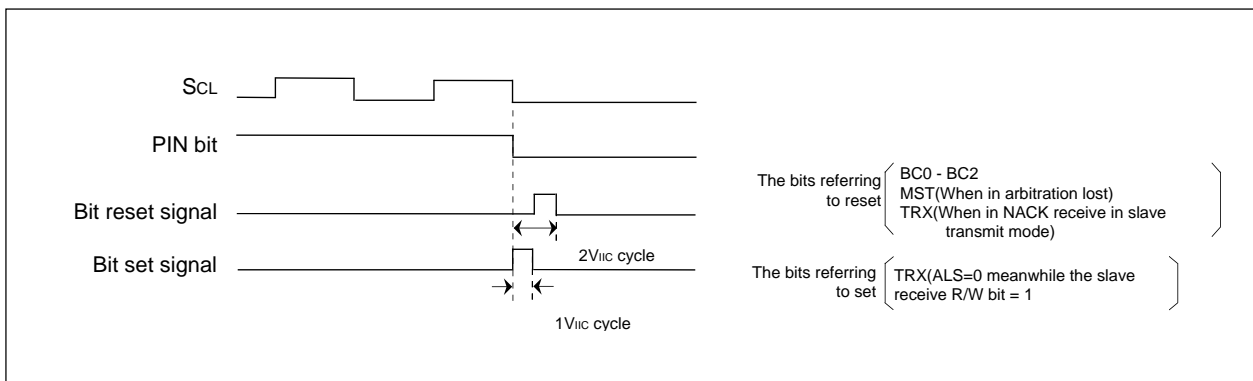 SCL
PIN bit
Bit reset signal
Bit set signal
2VIIC cycle
1VIIC cycle
The bits referring
to reset
BC0 - BC2
MST(When in arbitration lost)
TRX(When in NACK receive in slave
transmit mode)
The bits referring
to set
TRX(ALS=0 meanwhile the slave
receive R/W bit = 1